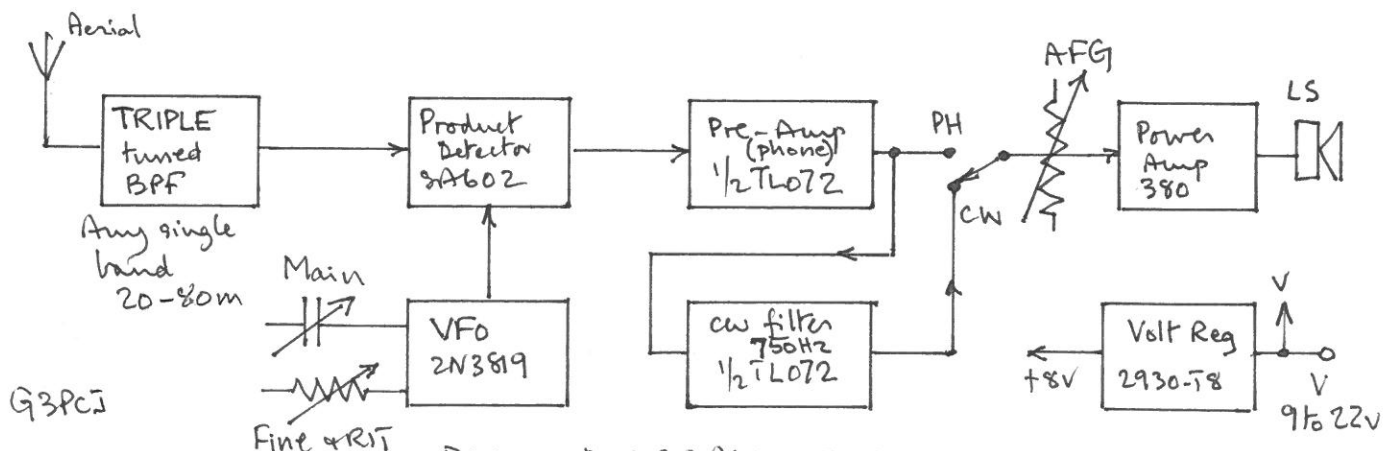 Aerial
TRIPLE
tuned
BPF
Any single
band
20-80m
Product
Detector
SA602
Main
VFO
2N3819
Fine & RIT
G3PCJ
Pre-Amp
(phone)
1/2 TL072
PH
CW
CW filter
750Hz
1/2 TL072
AFG
Power
Amp
380
LS
Volt Reg
2930-T8
+8V
V
V
9 to 22V